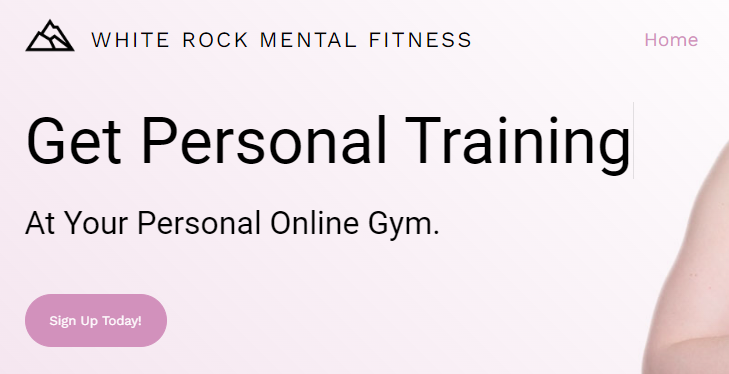 WHITE ROCK MENTAL FITNESS
Home
Get Personal Training
At Your Personal Online Gym.
Sign Up Today!